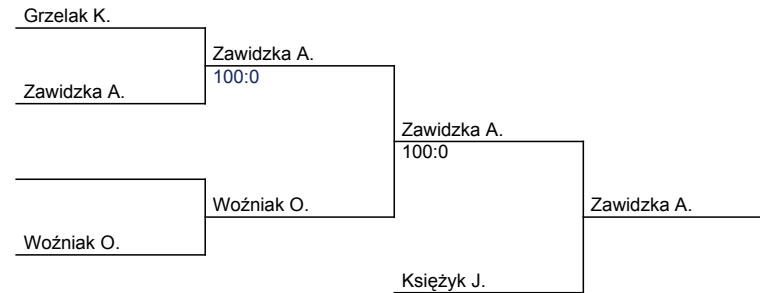 Grzelak K.
Zawidzka A.
100:0
Zawidzka A.
Zawidzka A.
100:0
Woźniak O.
Zawidzka A.
Woźniak O.
Księżyk J.